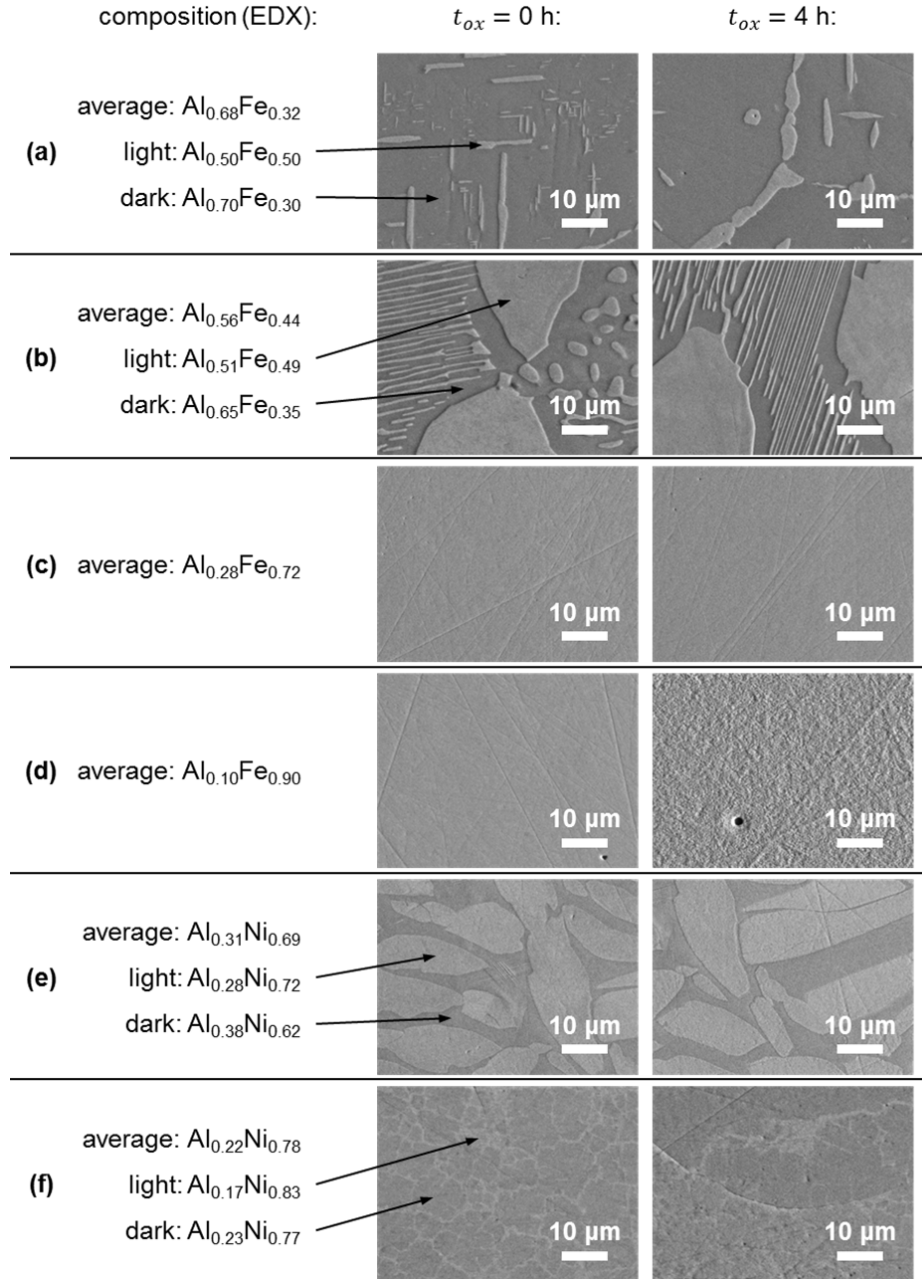 composition (EDX): t_ox = 0 h: t_ox = 4 h:
average: Al0.68Fe0.32
(a) light: Al0.50Fe0.50
dark: Al0.70Fe0.30
10 µm 10 µm
average: Al0.56Fe0.44
(b) light: Al0.51Fe0.49
dark: Al0.65Fe0.35
10 µm 10 µm
(c) average: Al0.28Fe0.72
10 µm 10 µm
(d) average: Al0.10Fe0.90
10 µm 10 µm
average: Al0.31Ni0.69
light: Al0.28Ni0.72
(e)
dark: Al0.38Ni0.62
10 µm 10 µm
average: Al0.22Ni0.78
(f) light: Al0.17Ni0.83
dark: Al0.23Ni0.77
10 µm 10 µm